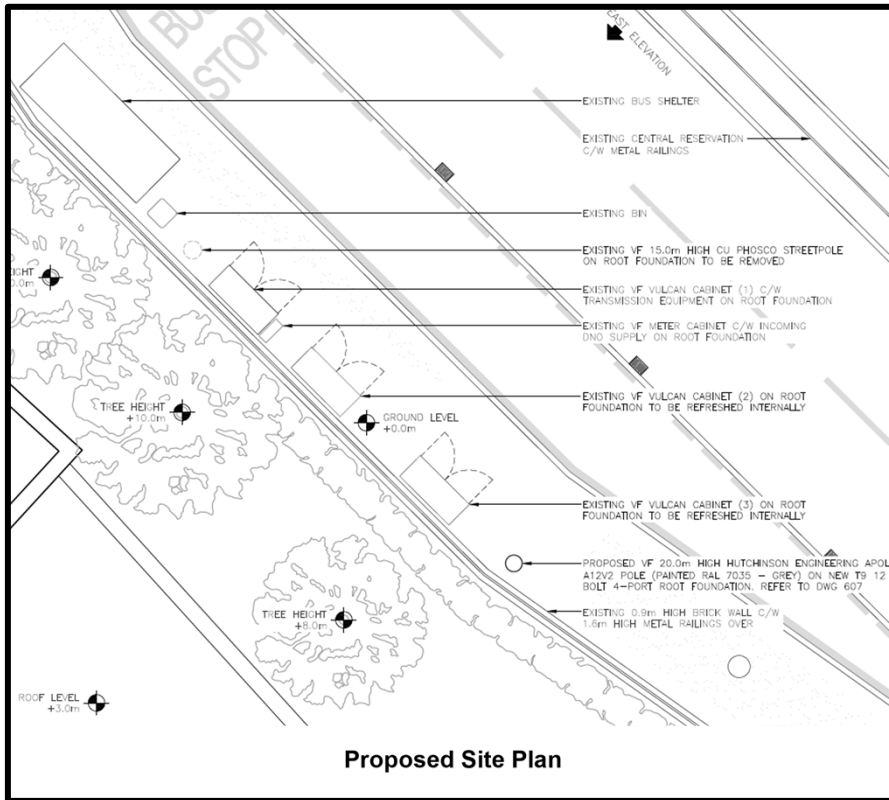 BUS
STOP
EAST ELEVATION
EXISTING BUS SHELTER
EXISTING CENTRAL RESERVATION
C/W METAL RAILINGS
EXISTING BIN
EXISTING VF 15.0m HIGH CU PHOSCO STREETPOLE
ON ROOT FOUNDATION TO BE REMOVED
EXISTING VF VULCAN CABINET (1) C/W
TRANSMISSION EQUIPMENT ON ROOT FOUNDATION
EXISTING VF METER CABINET C/W INCOMING
DNO SUPPLY ON ROOT FOUNDATION
EXISTING VF VULCAN CABINET (2) ON ROOT
FOUNDATION TO BE REFRESHED INTERNALLY
TREE HEIGHT
+10.0m
GROUND LEVEL
+0.0m
EXISTING VF VULCAN CABINET (3) ON ROOT
FOUNDATION TO BE REFRESHED INTERNALLY
PROPOSED VF 20.0m HIGH HUTCHINSON ENGINEERING APOL
A12V2 POLE (PAINTED RAL 7035 – GREY) ON NEW T9 12
BOLT 4-PORT ROOT FOUNDATION. REFER TO DWG 607
EXISTING 0.9m HIGH BRICK WALL C/W
1.6m HIGH METAL RAILINGS OVER
TREE HEIGHT
+8.0m
ROOF LEVEL
+3.0m
Proposed Site Plan